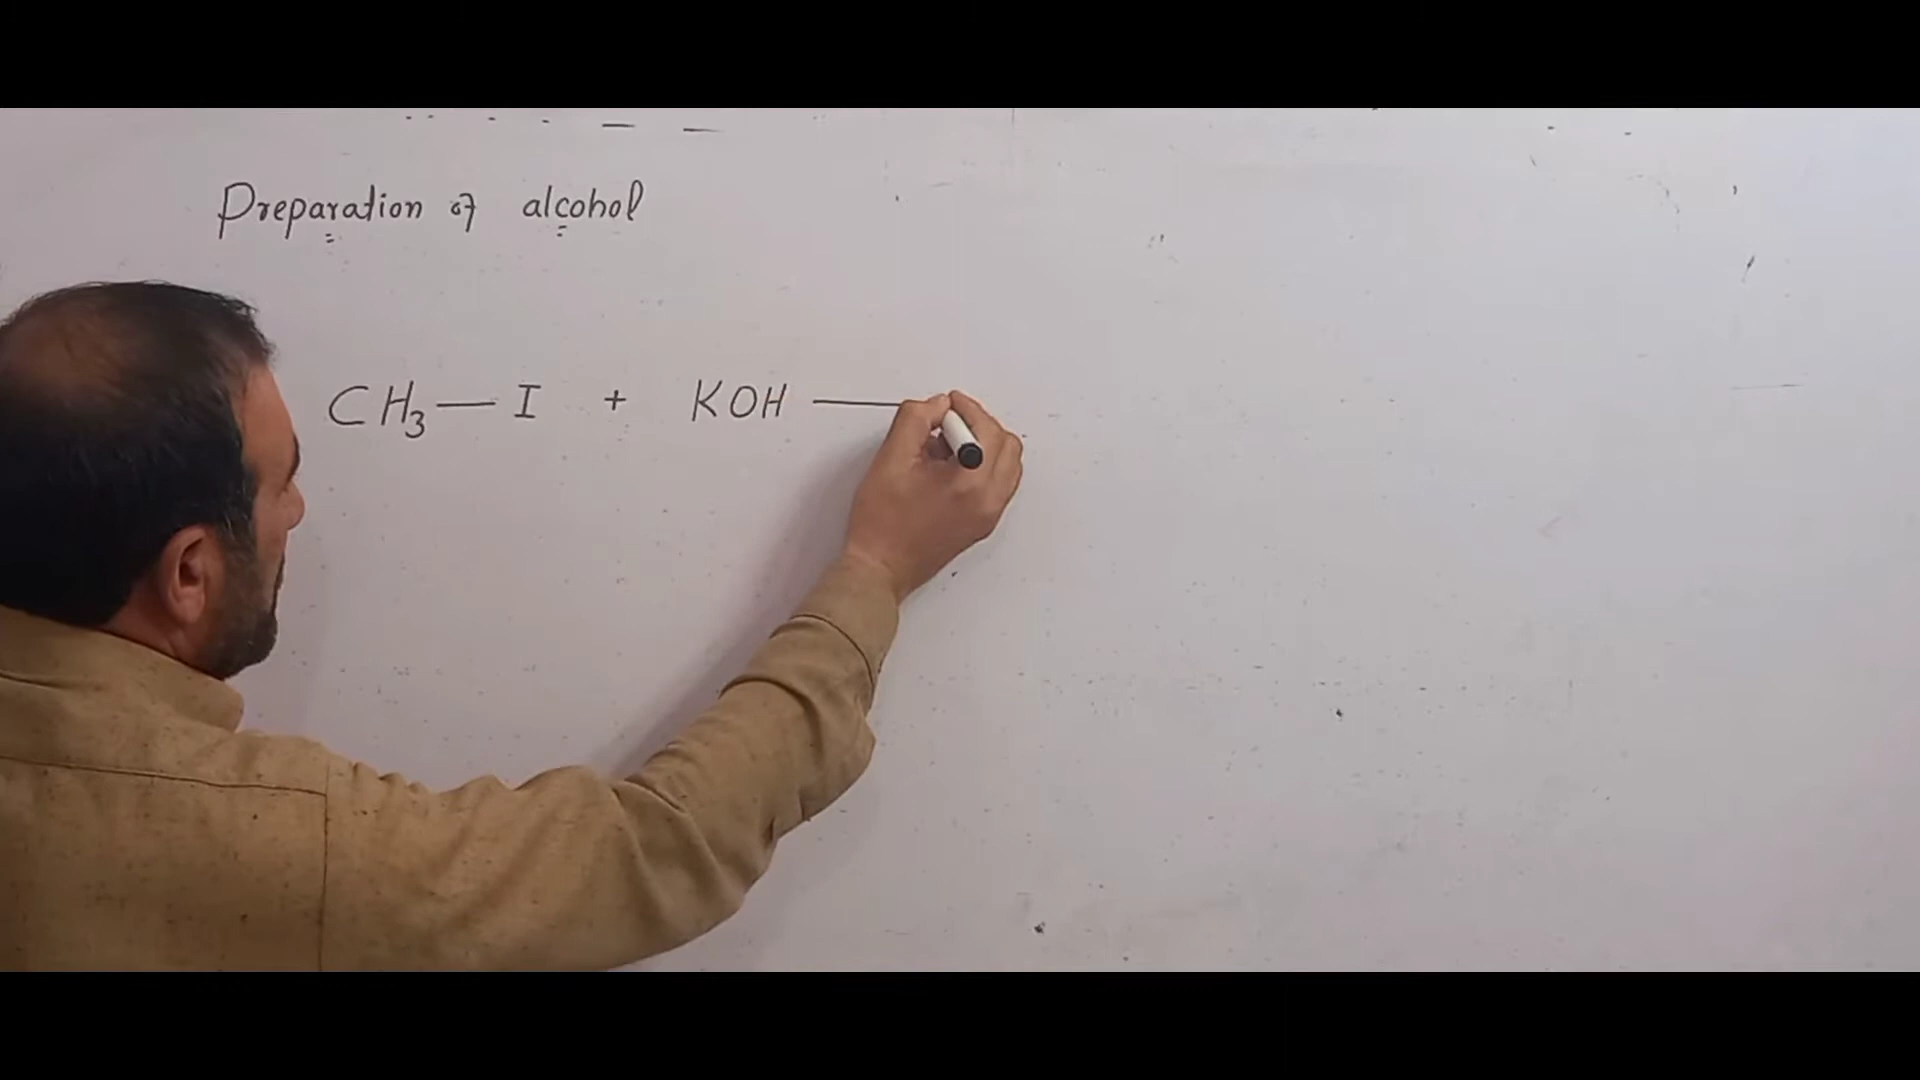 Preparation of alcohol
CH₃—I + KOH —